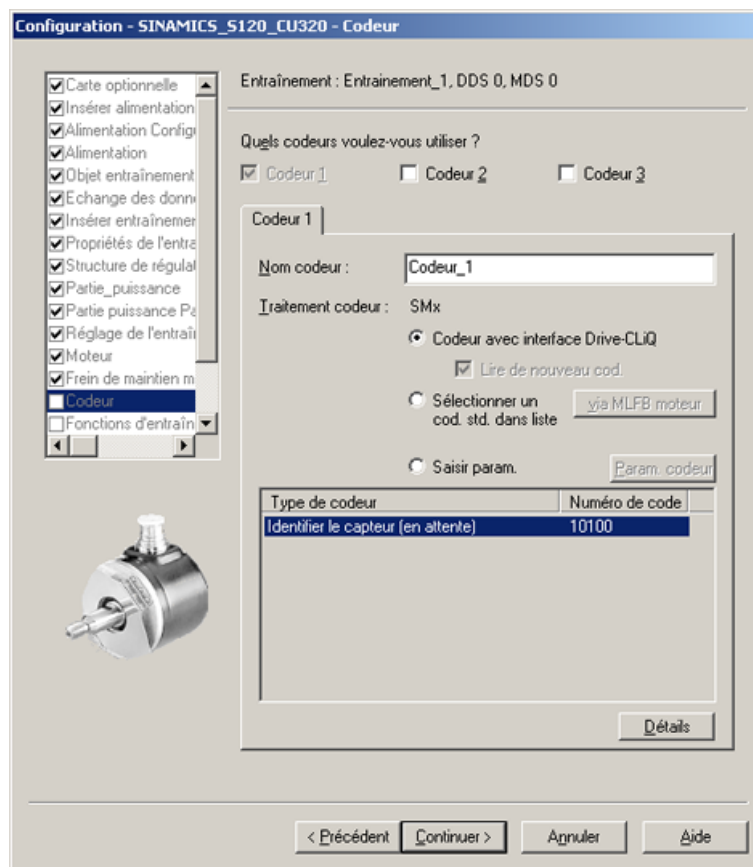 Configuration - SINAMICS_S120_CU320 - Codeur
Carte optionnelle
Insérer alimentation
Alimentation Config
Alimentation
Objet entraînement
Echange des donn
Insérer entraînemer
Propriétés de l'entra
Structure de régulat
Partie_puissance
Partie puissance Pa
Réglage de l'entraîr
Moteur
Frein de maintien m
Codeur
Fonctions d'entraîn
Entraînement : Entrainement_1, DDS 0, MDS 0
Quels codeurs voulez-vous utiliser ?
Codeur 1 Codeur 2 Codeur 3
Codeur 1
Nom codeur : Codeur_1
Traitement codeur : SMx
Codeur avec interface Drive-CLiQ
Lire de nouveau cod.
Sélectionner un cod. std. dans liste
via MLFB moteur
Saisir param. Param. codeur
Type de codeur Numéro de code
Identifier le capteur (en attente) 10100
Détails
< Précédent Continuer > Annuler Aide